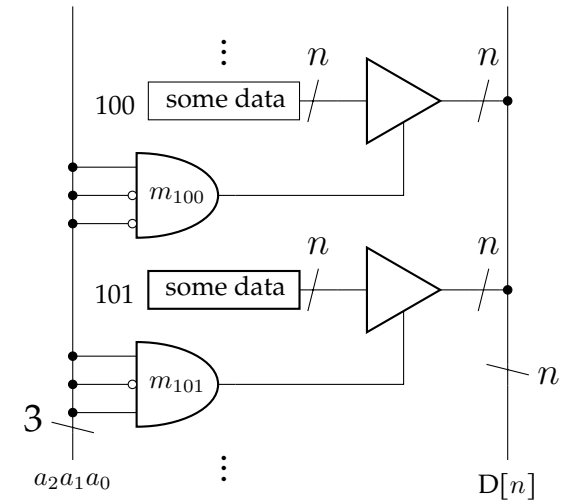 ⋮ n n
100 some data
m₁₀₀
n n
101 some data
m₁₀₁
n
3
⋮
a₂a₁a₀ D[n]